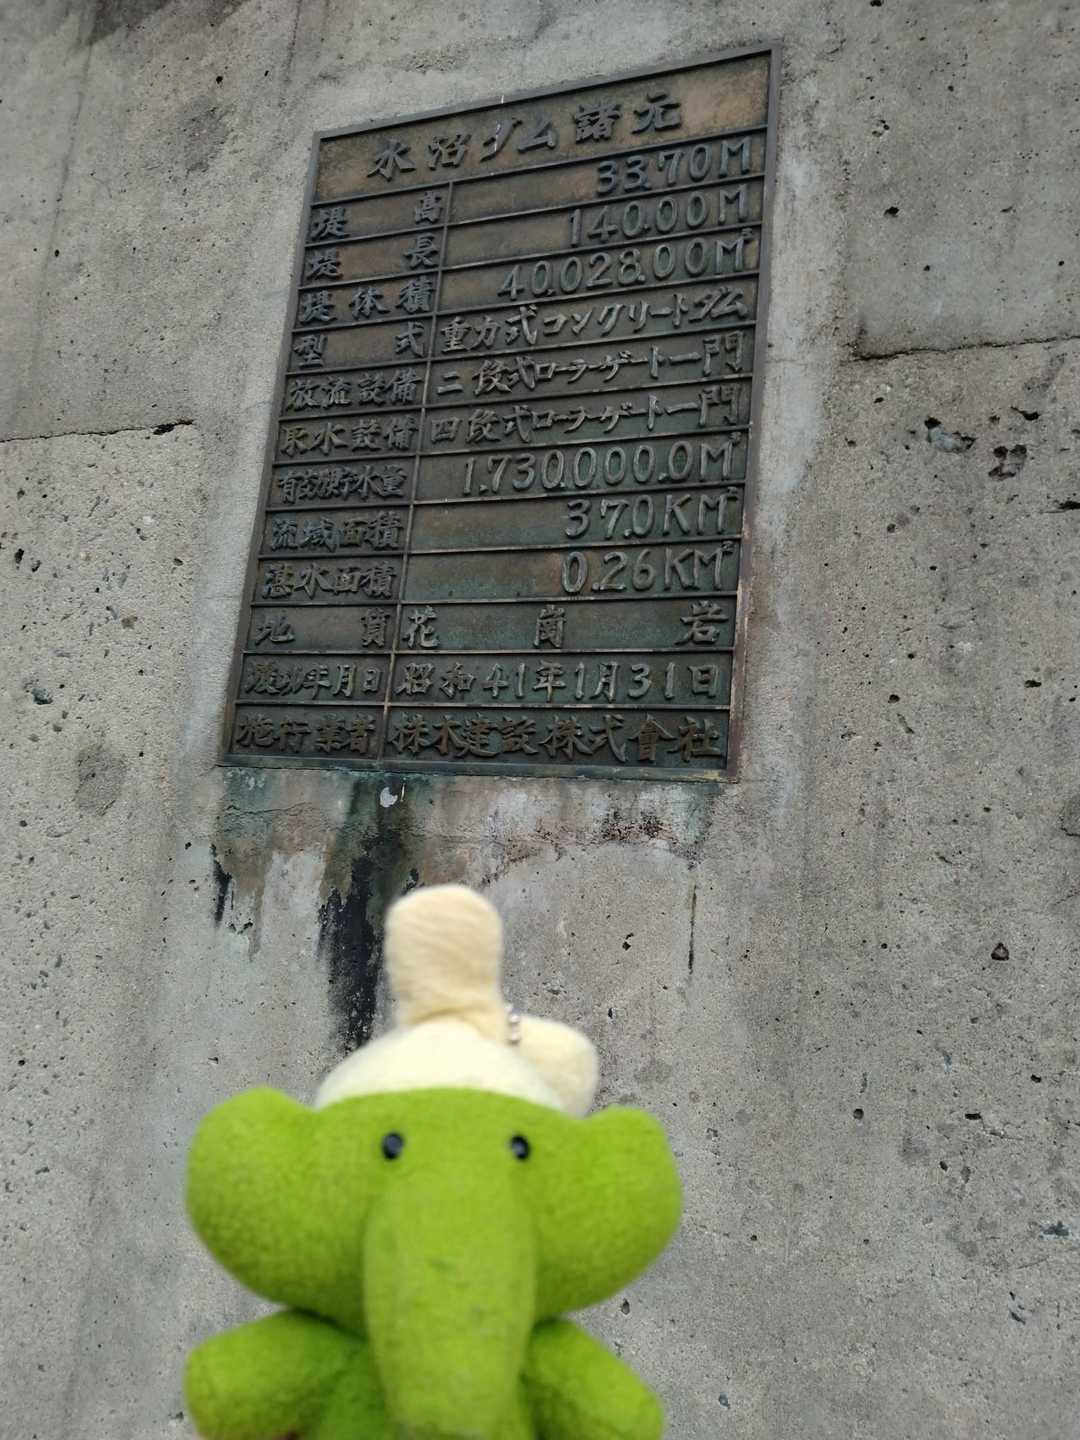 水沼ダム諸元
堤高 33.70M
堤長 140.00M
堤体積 40,028.00M³
型式 重力式コンクリートダム
放流設備 二段式ローラーゲート一門
取水設備 四段式ローラーゲート一門
有効貯水量 1,730,000.0M³
流域面積 37.0KM²
湛水面積 0.26KM²
地質 花崗岩
竣功年月日 昭和41年1月31日
施行業者 株木建設株式會社